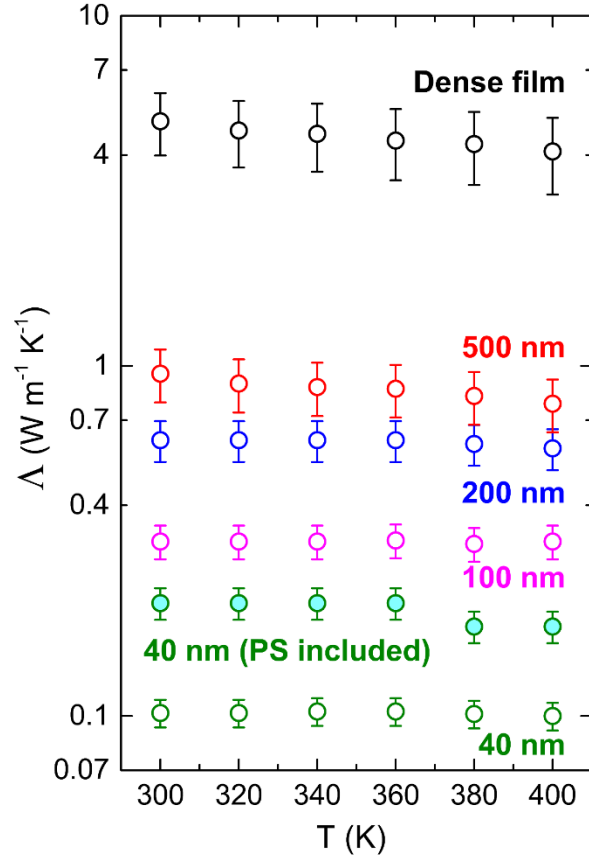 10
7
Dense film
4
Λ (W m⁻¹ K⁻¹)
1
500 nm
0.7
200 nm
0.4
100 nm
40 nm (PS included)
0.1
40 nm
0.07
300 320 340 360 380 400
T (K)